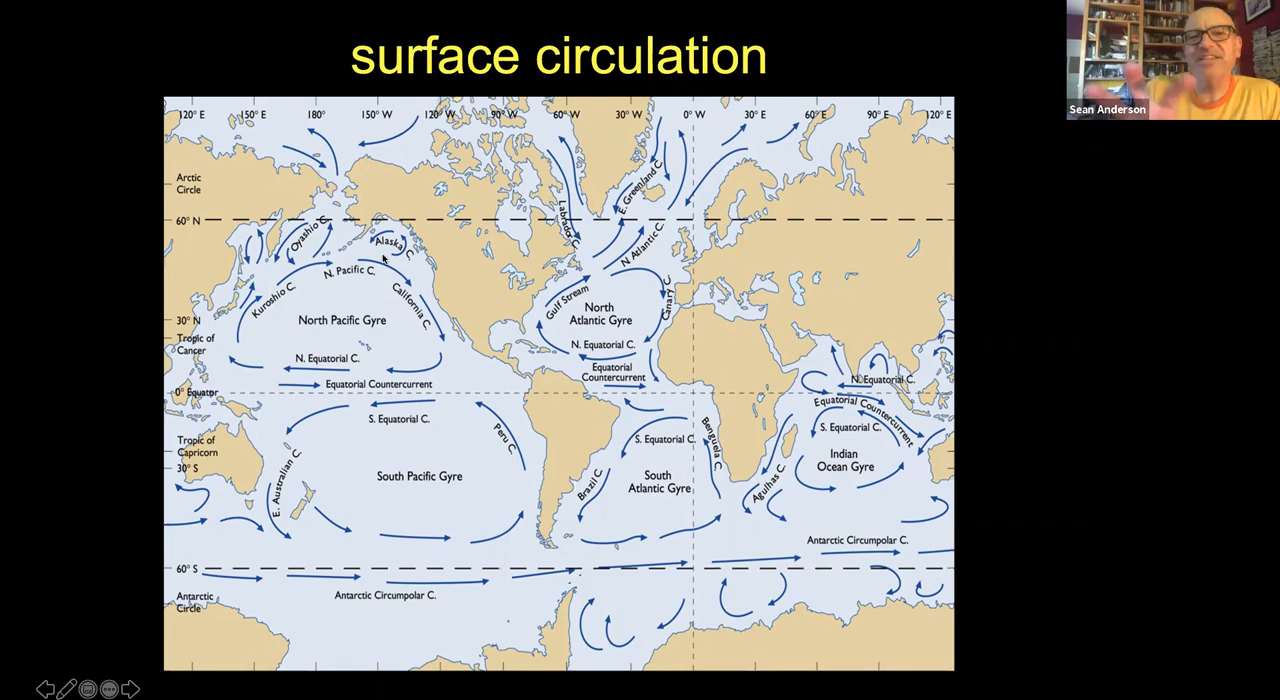 surface circulation
Sean Anderson
120° E
150° E
180°
150° W
120° W
90° W
60° W
30° W
0° W
30° E
60° E
90° E
120° E
Arctic
Circle
60° N
30° N
Tropic of
Cancer
0° Equator
Tropic of
Capricorn
30° S
60° S
Antarctic
Circle
Oyashio C.
Alaska C.
N. Pacific C.
Kuroshio C.
California C.
North Pacific Gyre
N. Equatorial C.
Equatorial Countercurrent
S. Equatorial C.
Peru C.
South Pacific Gyre
E. Australian C.
Antarctic Circumpolar C.
Labrador C.
E. Greenland C.
N Atlantic C.
Gulf Stream
North
Atlantic Gyre
Canary C.
N. Equatorial C.
Equatorial
Countercurrent
S. Equatorial C.
Benguela C.
Brazil C.
South
Atlantic Gyre
Agulhas C.
N. Equatorial C.
Equatorial Countercurrent
S. Equatorial C.
Indian
Ocean Gyre
Antarctic Circumpolar C.